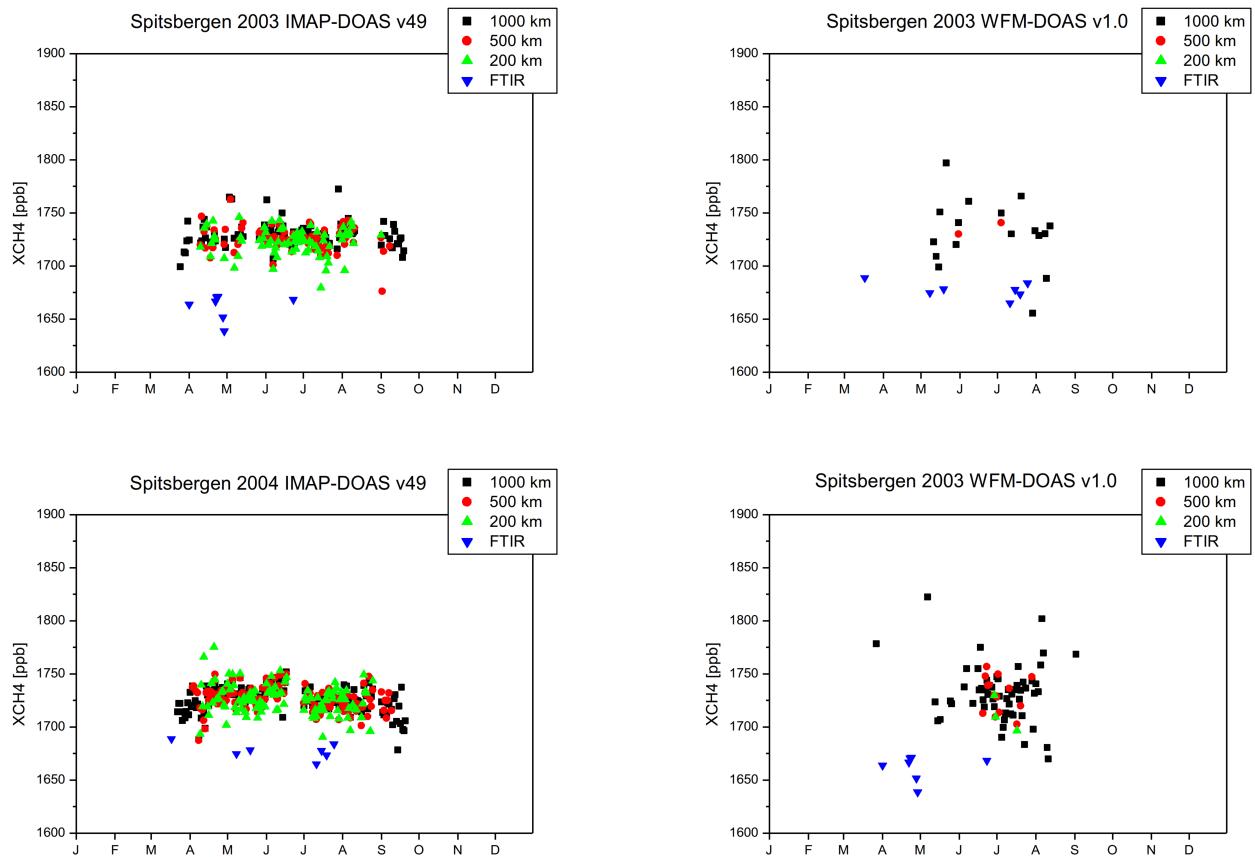 Spitsbergen 2003 IMAP-DOAS v49
1000 km
500 km
200 km
FTIR
1900
1850
1800
1750
1700
1650
1600
XCH4 [ppb]
J F M A M J J A S O N D
Spitsbergen 2003 WFM-DOAS v1.0
1000 km
500 km
200 km
FTIR
1900
1850
1800
1750
1700
1650
1600
XCH4 [ppb]
J F M A M J J A S O N D
Spitsbergen 2004 IMAP-DOAS v49
1000 km
500 km
200 km
FTIR
1900
1850
1800
1750
1700
1650
1600
XCH4 [ppb]
J F M A M J J A S O N D
Spitsbergen 2003 WFM-DOAS v1.0
1000 km
500 km
200 km
FTIR
1900
1850
1800
1750
1700
1650
1600
XCH4 [ppb]
J F M A M J J A S O N D